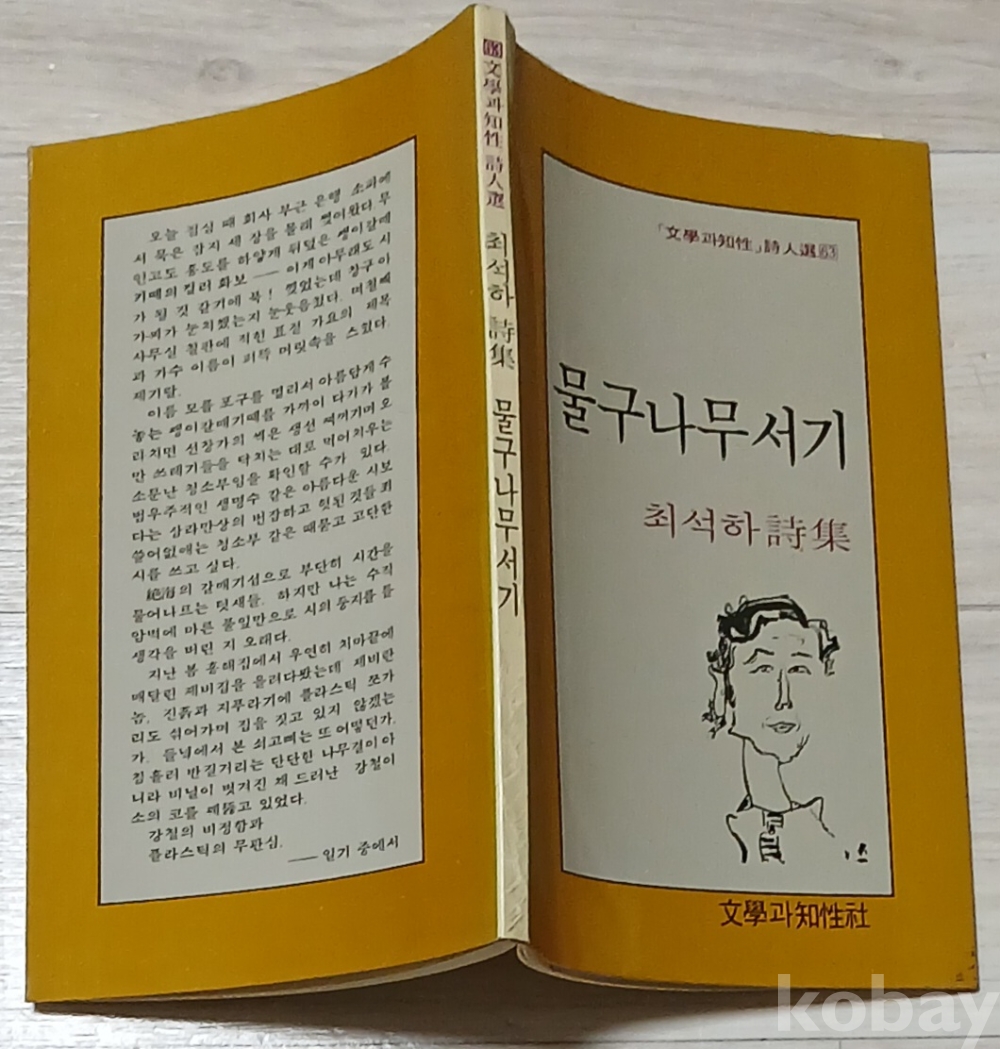 오늘 점심 때 회사 부근 은행 소파에
서 묵은 잡지 세 장을 몰래 찢어왔다. 무
인고도 홍도를 하얗게 뒤덮은 괭이갈매
기떼의 컬러 화보 —— 이게 아무래도 시
가 될 것 같기에 북! 찢었는데 창구 아
가씨가 눈치챘는지 눈웃음쳤다. 며칠째
사무실 칠판에 적힌 표절 가요의 제목
과 가수 이름이 퍼뜩 머릿속을 스쳤다.
제기랄.
이름 모를 포구를 멀리서 아름답게 수
놓는 괭이갈매기떼를 가까이 다가가 볼
라치면 선창가의 썩은 생선 찌꺼기며 오
만 쓰레기들을 닥치는 대로 먹어치우는
소문난 청소부임을 확인할 수가 있다.
범우주적인 생명수 같은 아름다운 시보
다는 삼라만상의 번잡하고 헛된 것들 죄
쓸어없애는 청소부 같은 때묻고 고단한
시를 쓰고 싶다.
絶海의 갈매기섬으로 부단히 시간을
물어나르는 텃새들. 하지만 나는 수직
암벽에 마른 풀잎만으로 시의 둥지를 틀
생각을 버린 지 오래다.
지난 봄 흥해집에서 우연히 처마끝에
매달린 제비집을 올려다봤는데 제비란
놈, 진흙과 지푸라기에 플라스틱 쪼가
리도 섞어가며 집을 짓고 있지 않겠는
가. 들녘에서 본 쇠고삐는 또 어떻던가.
침 흘려 반질거리는 단단한 나무결이 아
니라 비닐이 벗겨진 채 드러난 강철이
소의 코를 꿰뚫고 있었다.
강철의 비정함과
플라스틱의 무관심.
—— 일기 중에서
63 文學과知性 詩人選 최석하 詩集 물구나무서기
「文學과知性」詩人選 63
물구나무서기
최석하詩集
文學과知性社
kobay